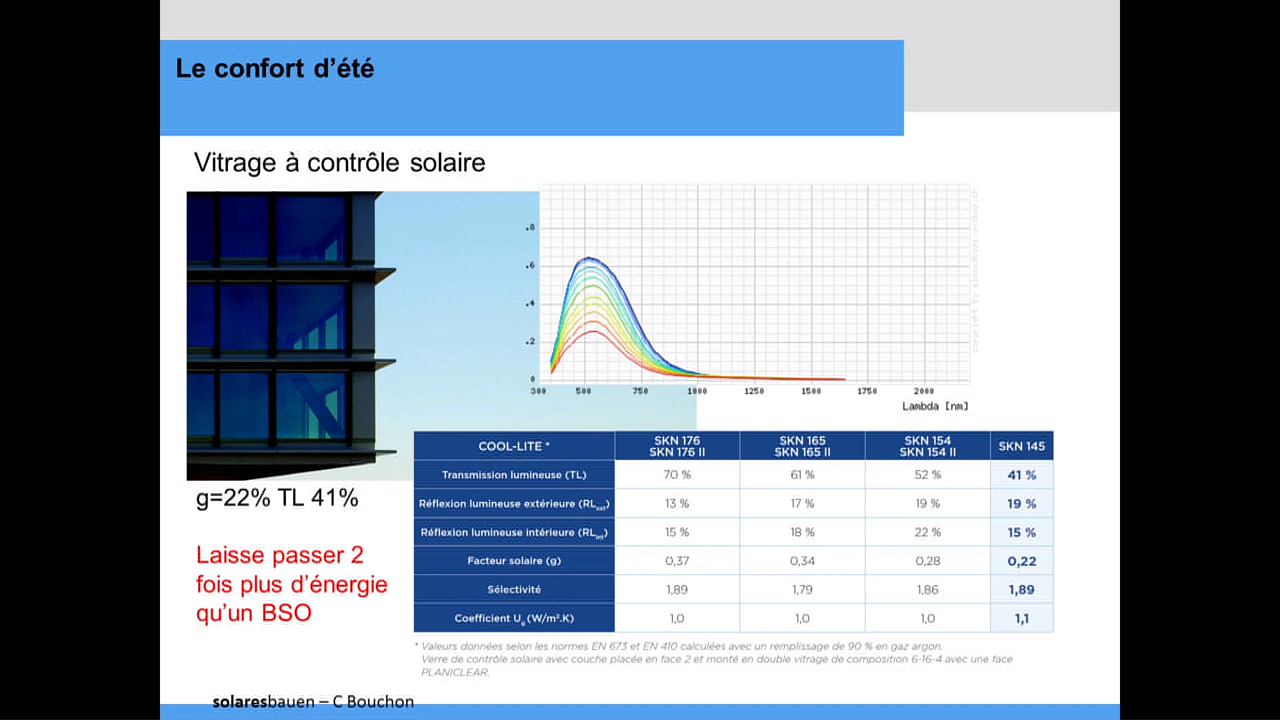 Le confort d'été
Vitrage à contrôle solaire
.8
.6
.4
.2
0
300 500 750 1000 1250 1500 1750 2000
Lambda [nm]
COOL-LITE * SKN 176 SKN 176 II SKN 165 SKN 165 II SKN 154 SKN 154 II SKN 145
Transmission lumineuse (TL) 70 % 61 % 52 % 41 %
Réflexion lumineuse extérieure (RLext) 13 % 17 % 19 % 19 %
Réflexion lumineuse intérieure (RLint) 15 % 18 % 22 % 15 %
Facteur solaire (g) 0,37 0,34 0,28 0,22
Sélectivité 1,89 1,79 1,86 1,89
Coefficient Ug (W/m².K) 1,0 1,0 1,0 1,1
* Valeurs données selon les normes EN 673 et EN 410 calculées avec un remplissage de 90 % en gaz argon.
Verre de contrôle solaire avec couche placée en face 2 et monté en double vitrage de composition 6-16-4 avec une face
PLANICLEAR.
g=22% TL 41%
Laisse passer 2
fois plus d'énergie
qu'un BSO
solaresbauen – C Bouchon